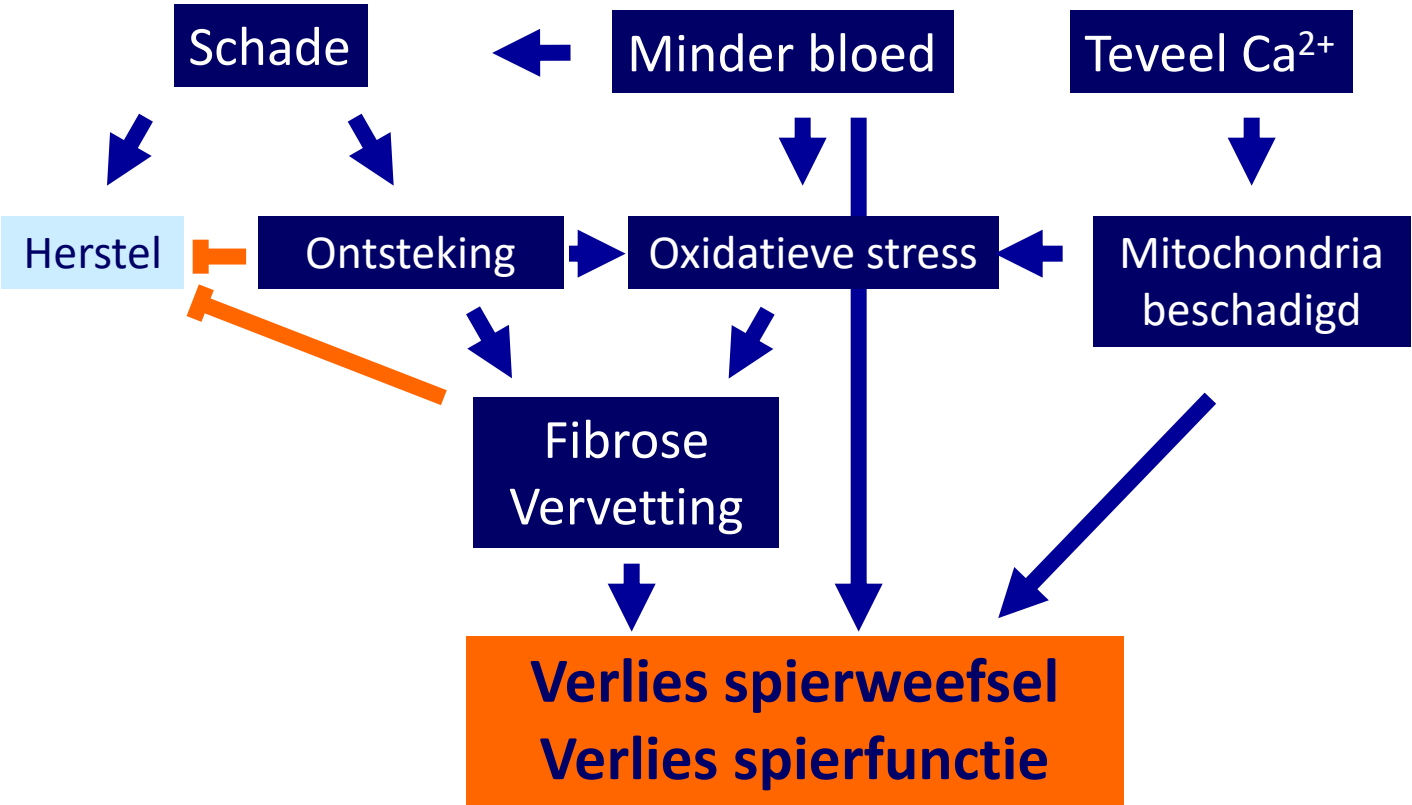 Schade
Minder bloed
Teveel Ca²⁺
Herstel
Ontsteking
Oxidatieve stress
Mitochondria
beschadigd
Fibrose
Vervetting
Verlies spierweefsel
Verlies spierfunctie